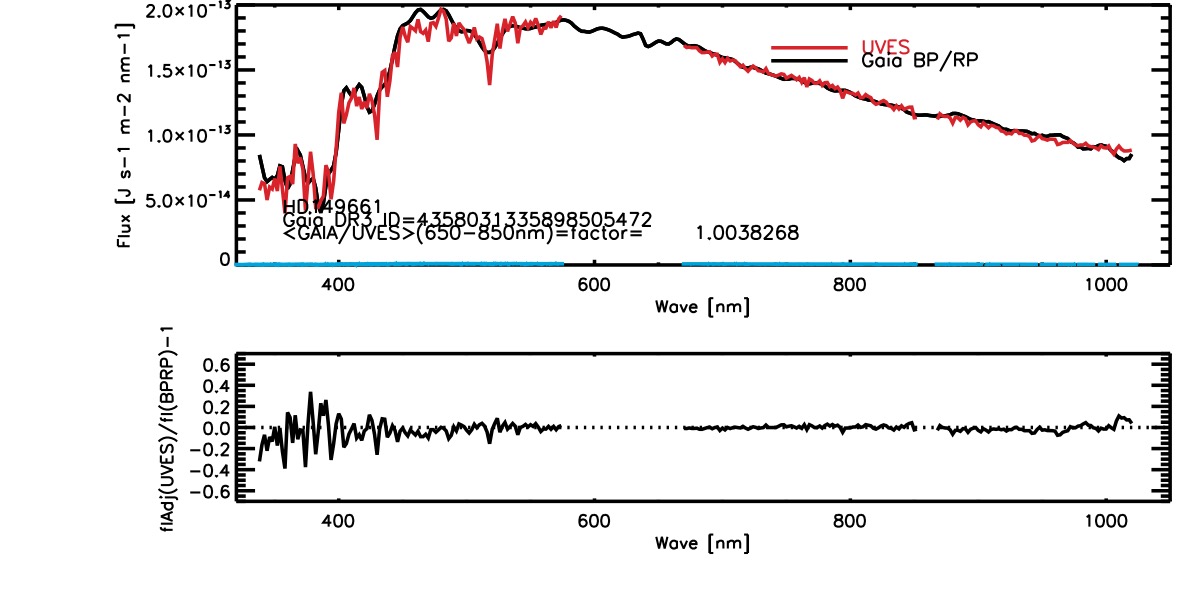 2.0×10−13
1.5×10−13
1.0×10−13
5.0×10−14
0
Flux [J s−1 m−2 nm−1]
UVES
Gaia BP/RP
HD149661
Gaia DR3 ID=4358031335898505472
<GAIA/UVES>(650−850nm)=factor= 1.0038268
400 600 800 1000
Wave [nm]
flAdj(UVES)/fl(BPRP)−1
0.6
0.4
0.2
0.0
−0.2
−0.4
−0.6
400 600 800 1000
Wave [nm]